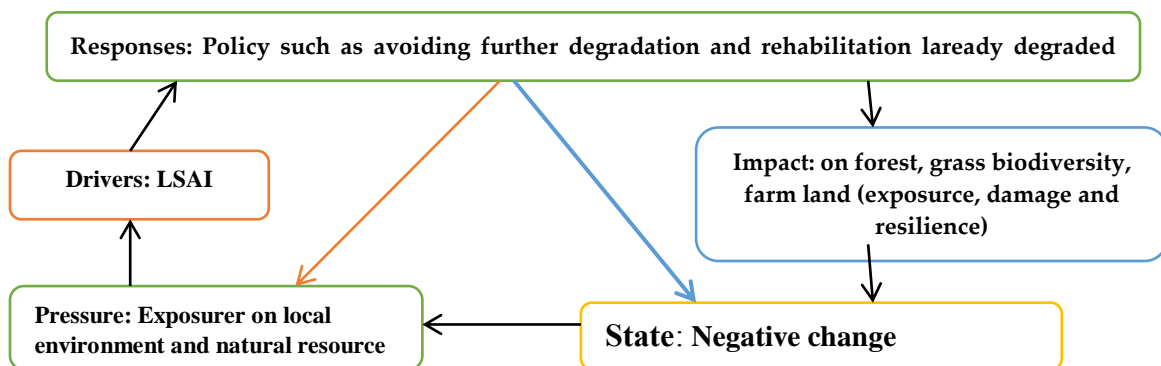 Responses: Policy such as avoiding further degradation and rehabilitation laready degraded
Drivers: LSAI
Impact: on forest, grass biodiversity,
farm land (exposurce, damage and
resilience)
Pressure: Exposurer on local
environment and natural resource
State: Negative change